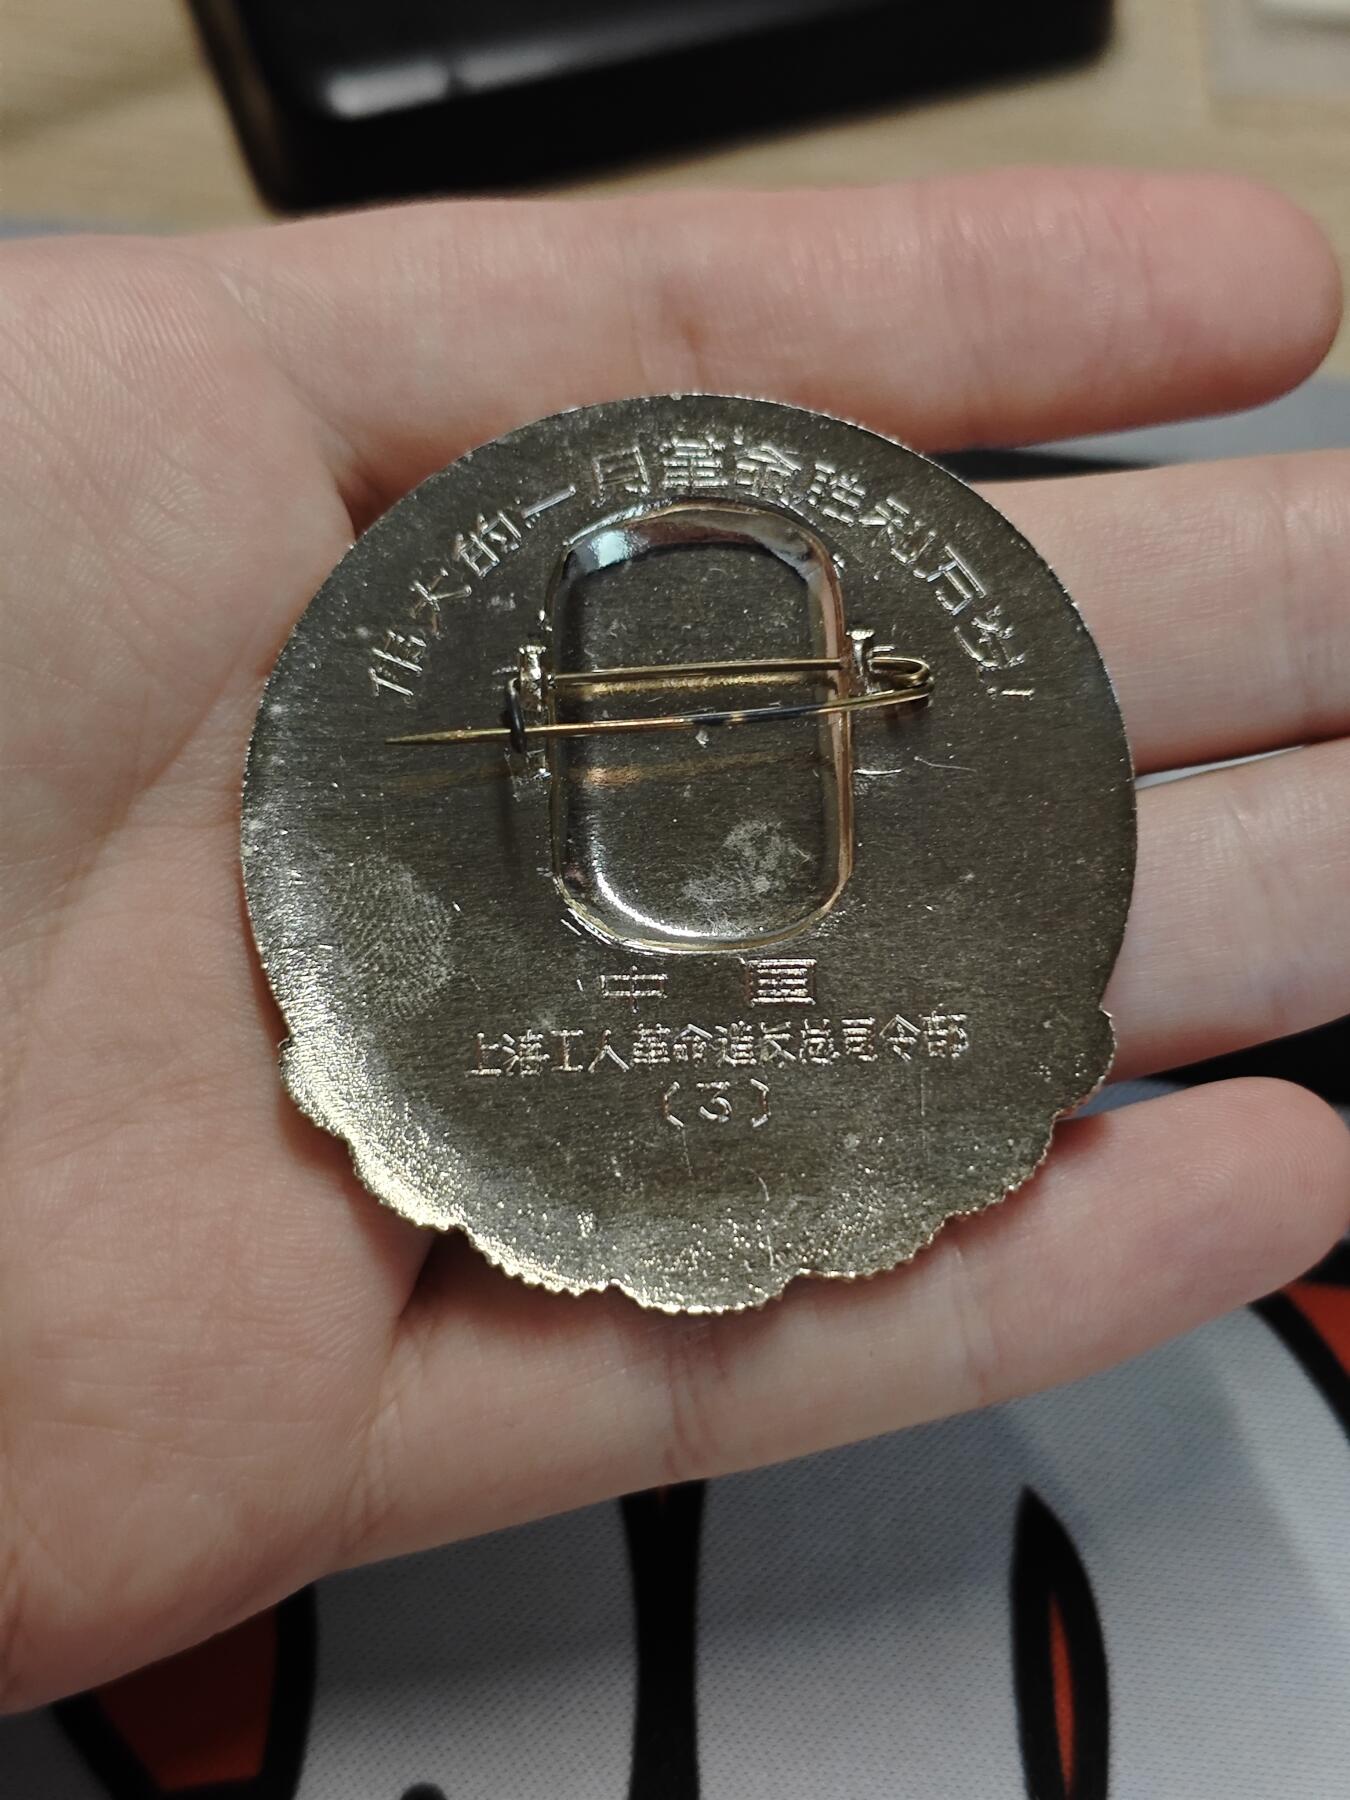 伟大的一月革命胜利万岁!
中 国
上海工人革命造反总司令部
(3)